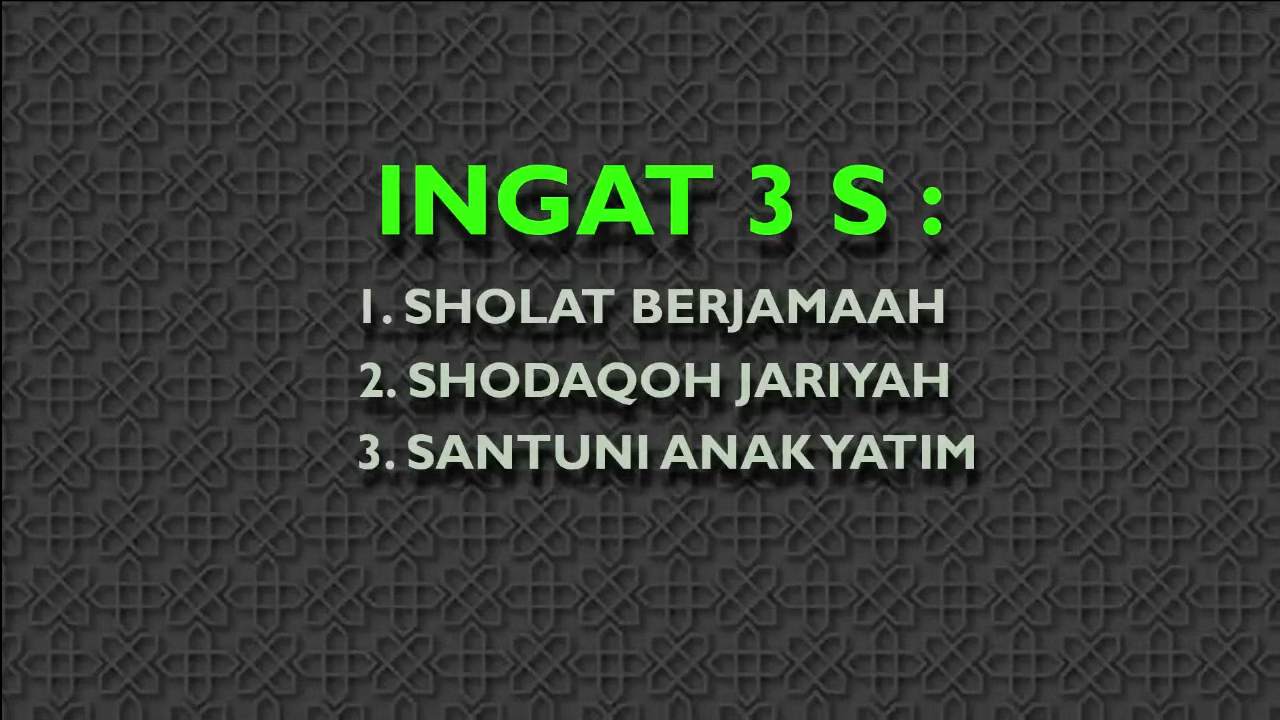 INGAT 3 S :
1. SHOLAT BERJAMAAH
2. SHODAQOH JARIYAH
3. SANTUNI ANAK YATIM